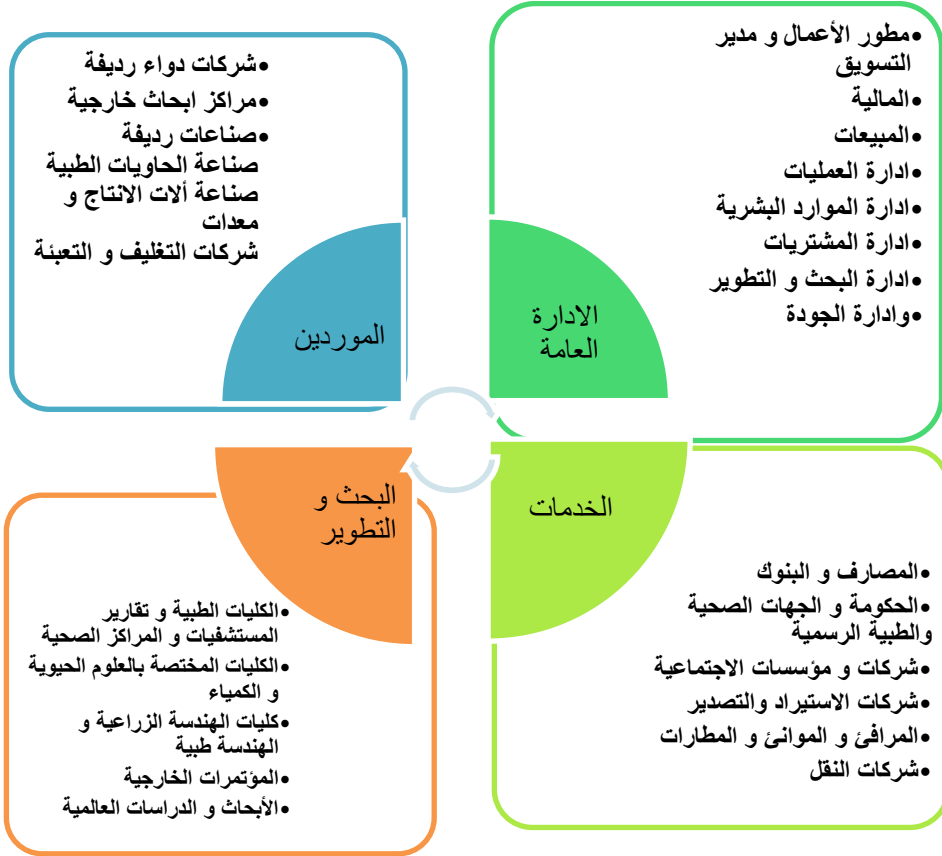 •مطور الأعمال و مدير
التسويق
•المالية
•المبيعات
•ادارة العمليات
•ادارة الموارد البشرية
•ادارة المشتريات
•ادارة البحث و التطوير
•وادارة الجودة
الادارة
العامة
•شركات دواء رديفة
•مراكز ابحاث خارجية
•صناعات رديفة
صناعة الحاويات الطبية
صناعة ألات الانتاج و
معدات
شركات التغليف و التعبئة
الموردين
الخدمات
•المصارف و البنوك
•الحكومة و الجهات الصحية
والطبية الرسمية
•شركات و مؤسسات الاجتماعية
•شركات الاستيراد والتصدير
•المرافئ و الموانئ و المطارات
•شركات النقل
البحث و
التطوير
•الكليات الطبية و تقارير
المستشفيات و المراكز الصحية
•الكليات المختصة بالعلوم الحيوية
و الكمياء
•كليات الهندسة الزراعية و
الهندسة طبية
•المؤتمرات الخارجية
•الأبحاث و الدراسات العالمية